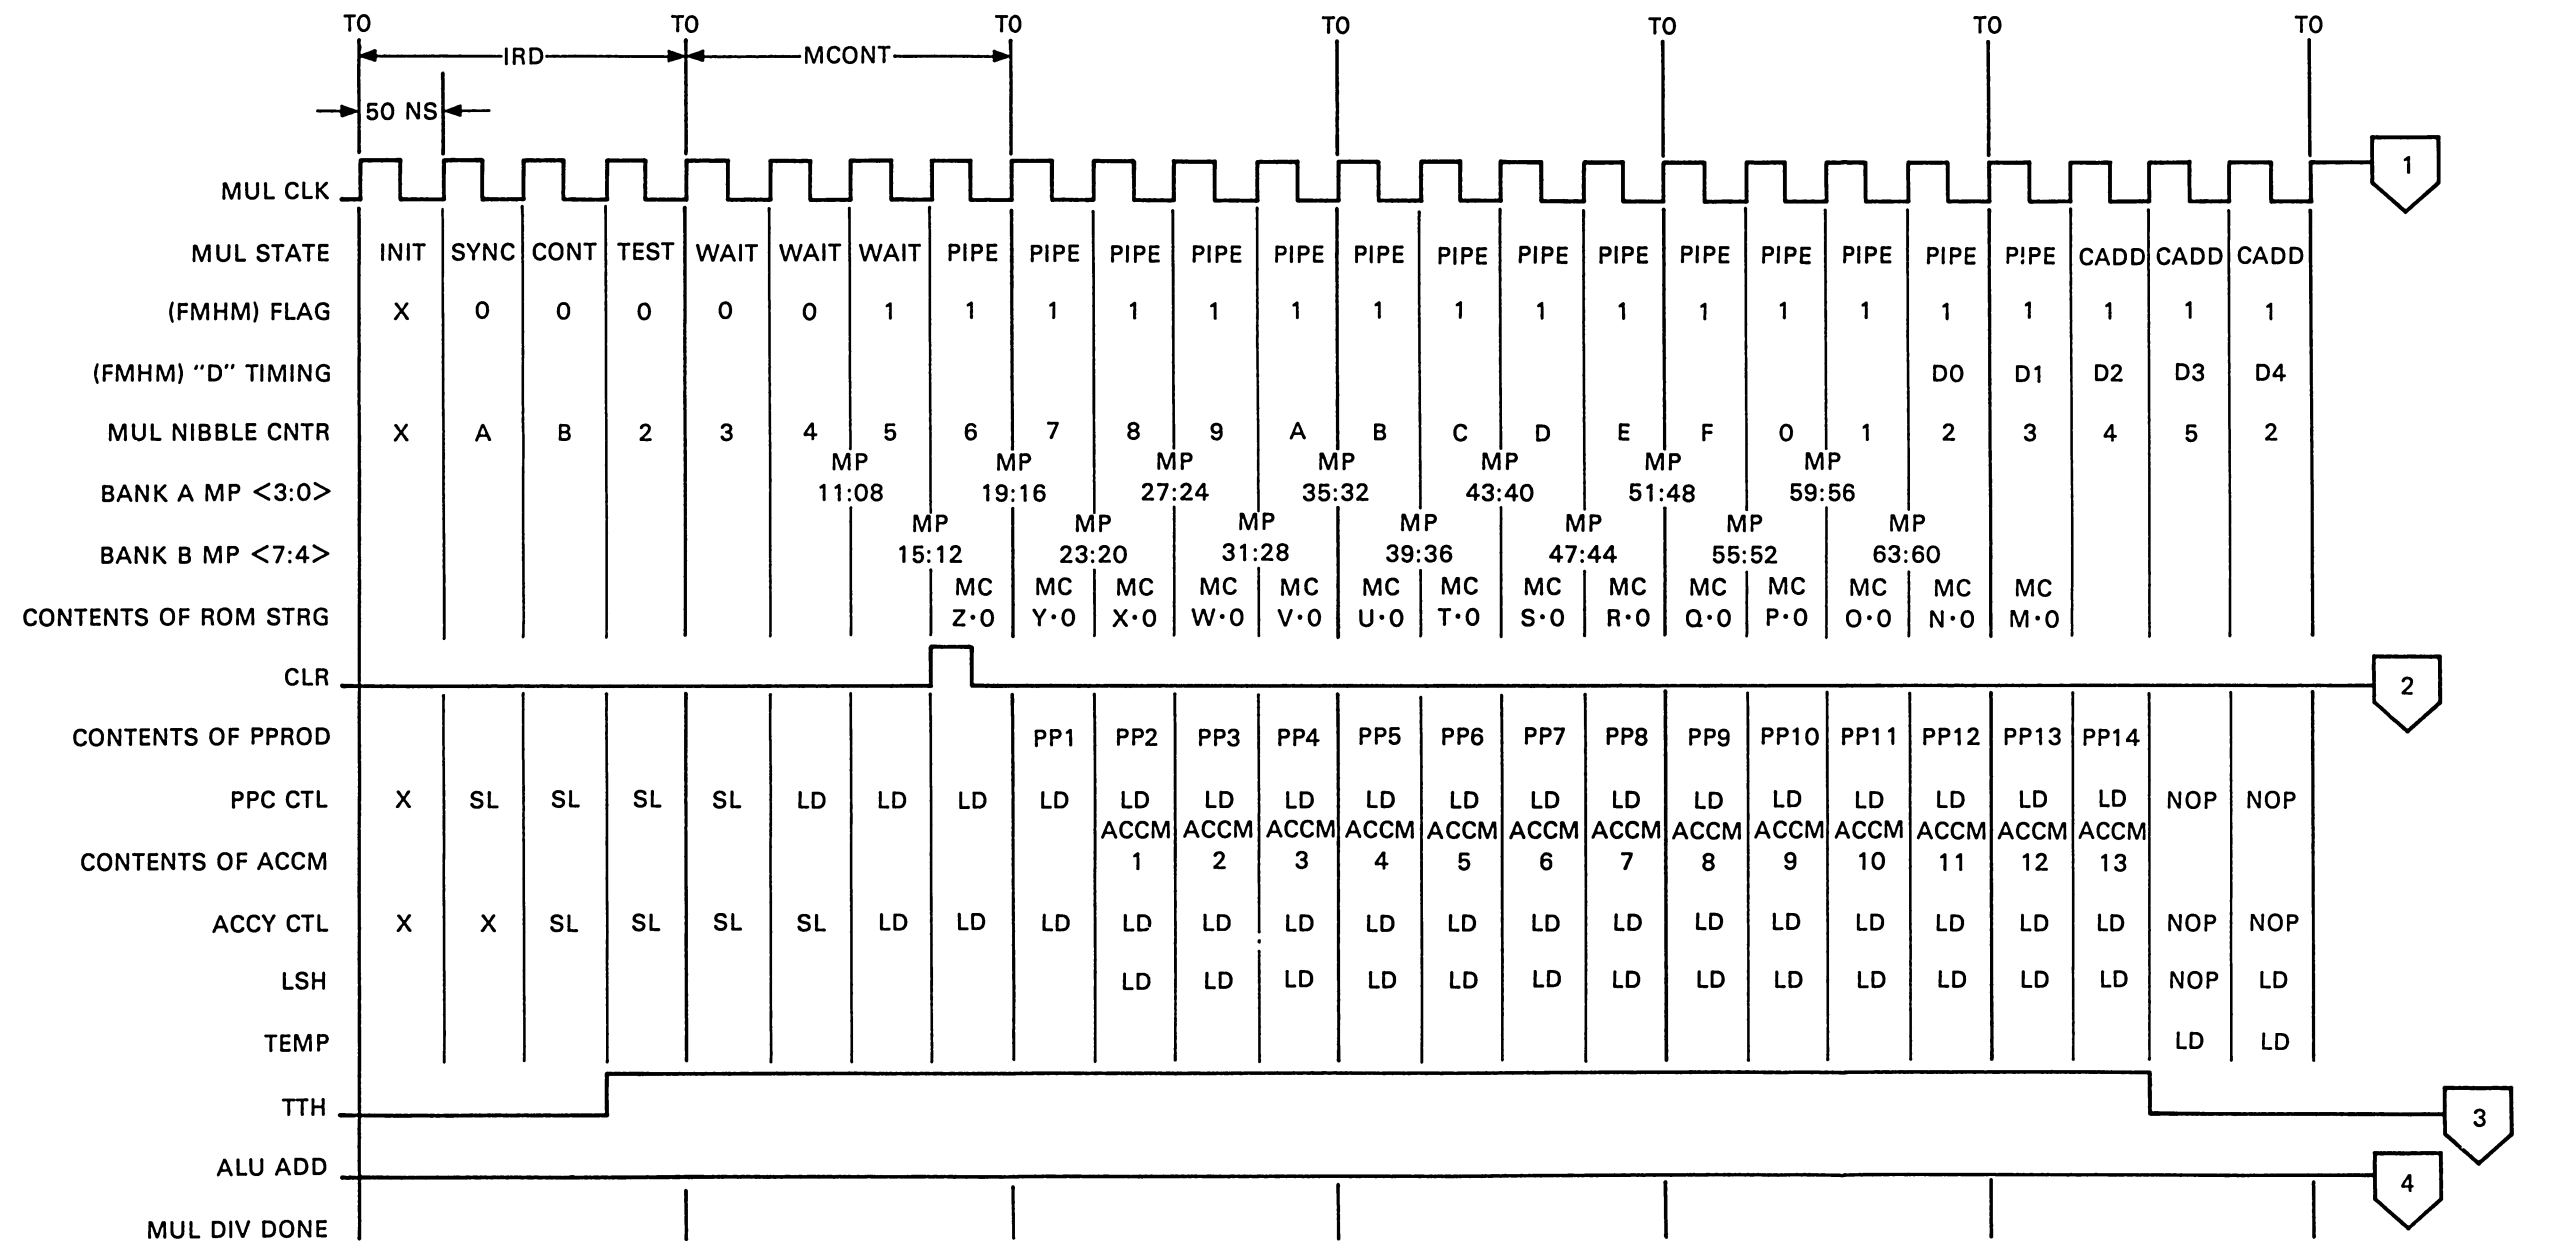 TO TO TO TO TO TO TO
IRD MCONT
50 NS
1
MUL CLK
MUL STATE INIT SYNC CONT TEST WAIT WAIT WAIT PIPE PIPE PIPE PIPE PIPE PIPE PIPE PIPE PIPE PIPE PIPE PIPE PIPE PIPE CADD CADD CADD
(FMHM) FLAG X 0 0 0 0 0 1 1 1 1 1 1 1 1 1 1 1 1 1 1 1 1 1 1
(FMHM) "D" TIMING D0 D1 D2 D3 D4
MUL NIBBLE CNTR X A B 2 3 4 5 6 7 8 9 A B C D E F 0 1 2 3 4 5 2
MP MP MP MP MP MP MP
BANK A MP <3:0> 11:08 19:16 27:24 35:32 43:40 51:48 59:56
MP MP MP MP MP MP MP
BANK B MP <7:4> 15:12 23:20 31:28 39:36 47:44 55:52 63:60
MC MC MC MC MC MC MC MC MC MC MC MC MC MC
CONTENTS OF ROM STRG Z•0 Y•0 X•0 W•0 V•0 U•0 T•0 S•0 R•0 Q•0 P•0 O•0 N•0 M•0
CLR 2
CONTENTS OF PPROD PP1 PP2 PP3 PP4 PP5 PP6 PP7 PP8 PP9 PP10 PP11 PP12 PP13 PP14
PPC CTL X SL SL SL SL LD LD LD LD LD LD LD LD LD LD LD LD LD LD LD LD LD NOP NOP
ACCM ACCM ACCM ACCM ACCM ACCM ACCM ACCM ACCM ACCM ACCM ACCM ACCM
CONTENTS OF ACCM 1 2 3 4 5 6 7 8 9 10 11 12 13
ACCY CTL X X SL SL SL SL LD LD LD LD LD LD LD LD LD LD LD LD LD LD LD LD NOP NOP
LSH LD LD LD LD LD LD LD LD LD LD LD LD LD NOP LD
TEMP LD LD
TTH 3
ALU ADD 4
MUL DIV DONE